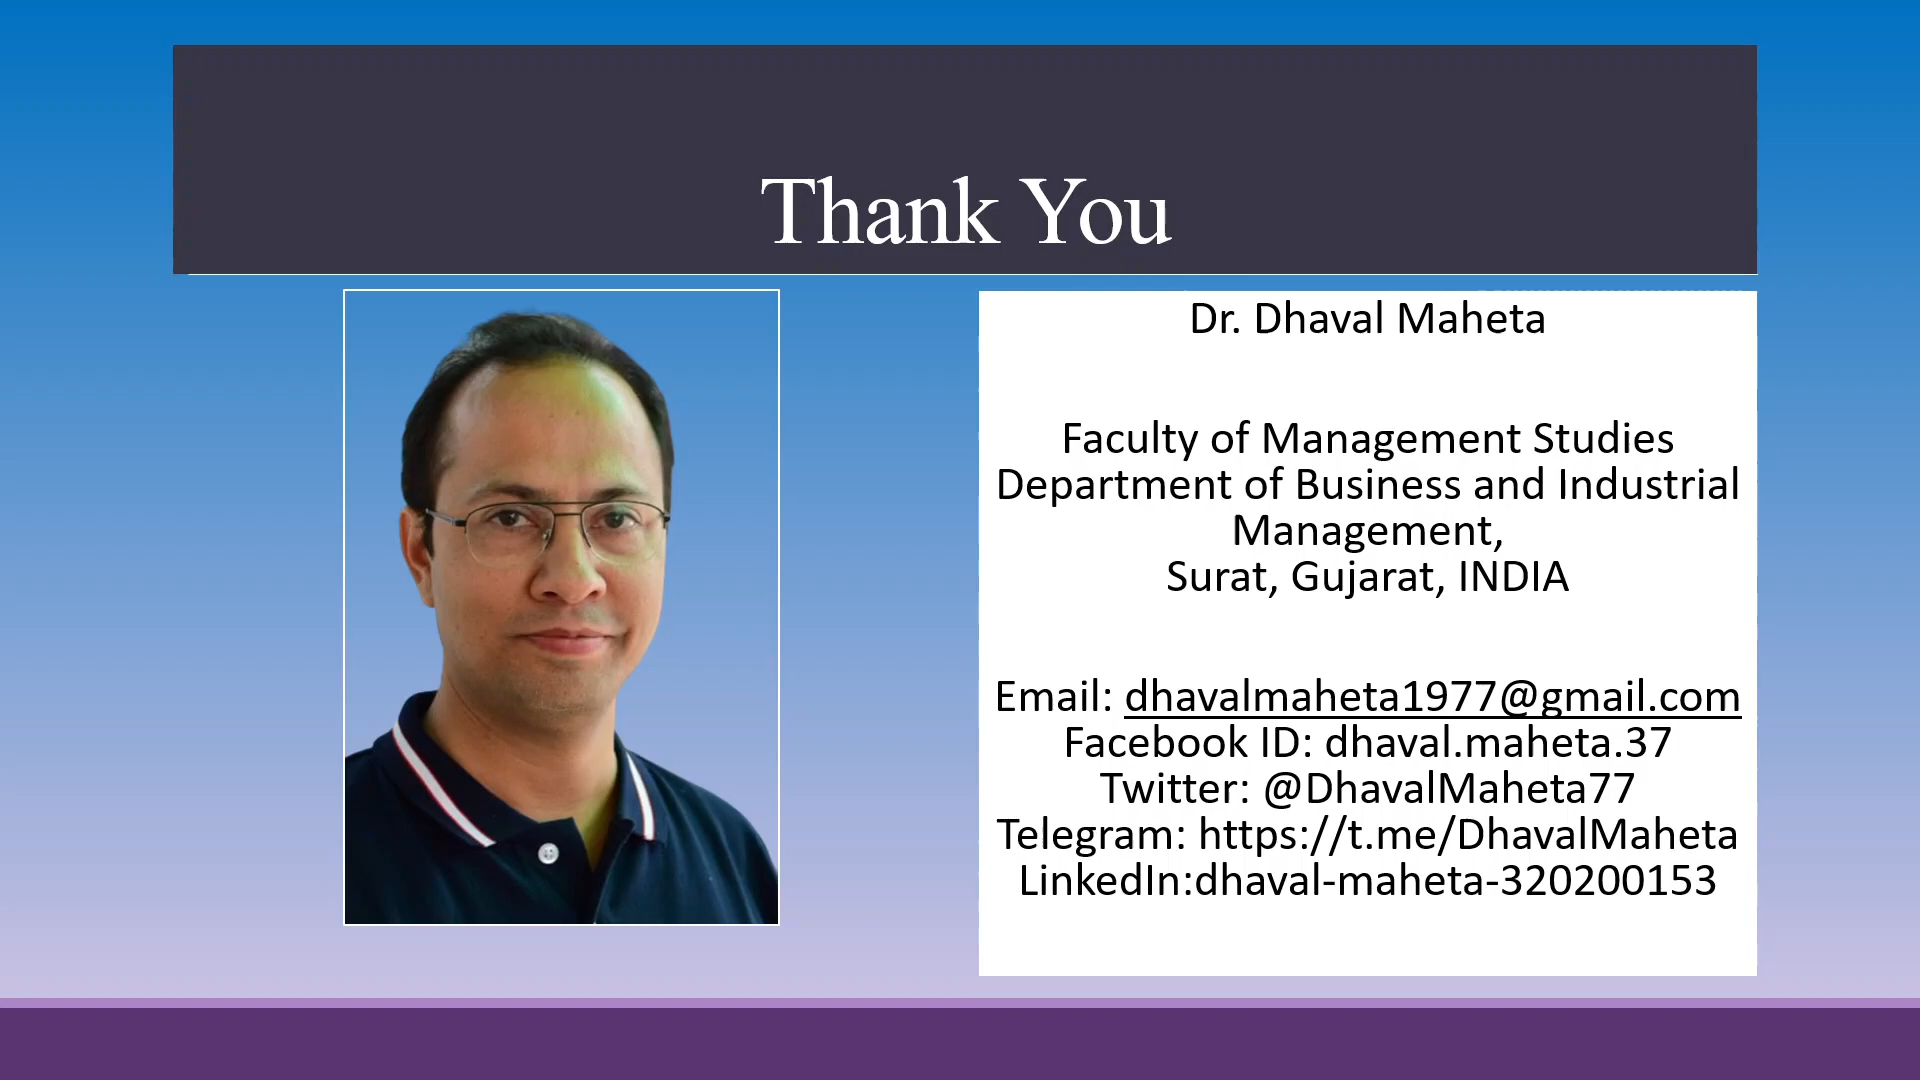 Thank You
Dr. Dhaval Maheta
Faculty of Management Studies
Department of Business and Industrial
Management,
Surat, Gujarat, INDIA
Email: dhavalmaheta1977@gmail.com
Facebook ID: dhaval.maheta.37
Twitter: @DhavalMaheta77
Telegram: https://t.me/DhavalMaheta
LinkedIn:dhaval-maheta-320200153